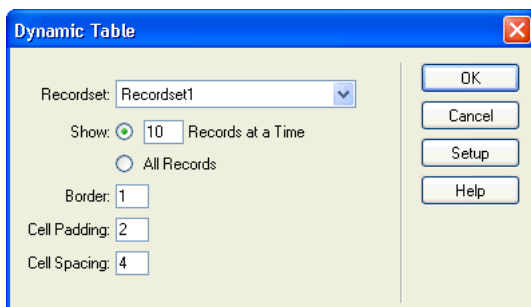 Dynamic Table
Recordset: Recordset1
Show: 10 Records at a Time
All Records
Border: 1
Cell Padding: 2
Cell Spacing: 4
OK
Cancel
Setup
Help